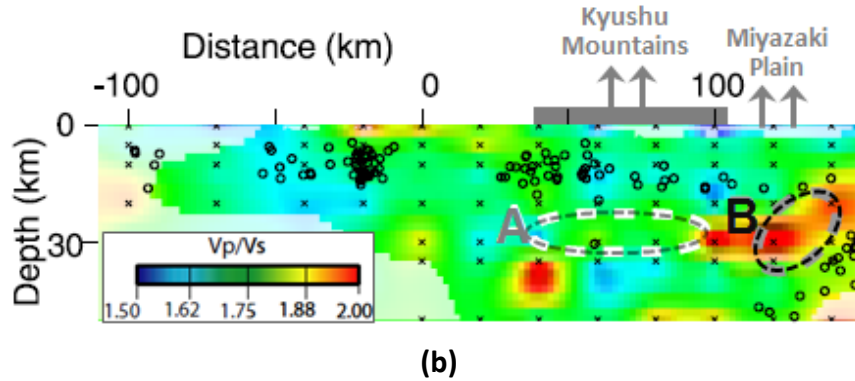 Kyushu
Mountains
Miyazaki
Plain
Distance (km)
-100 0 100
0
30
Depth (km)
A
B
Vp/Vs
1.50 1.62 1.75 1.88 2.00
(b)